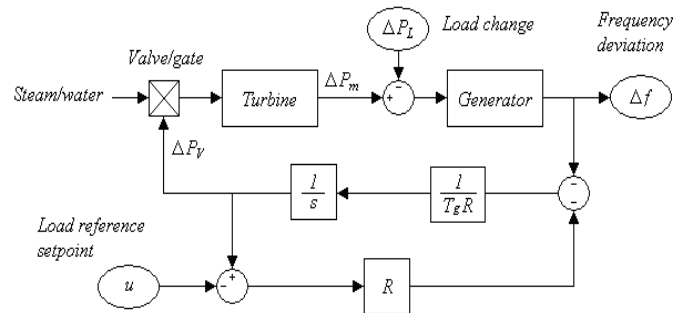 Frequency
deviation
Load change
ΔP_L
Valve/gate
Steam/water
Turbine
ΔP_m
+
-
Generator
Δf
ΔP_V
1/s
1/(T_g R)
-
-
Load reference
setpoint
u
-
+
R